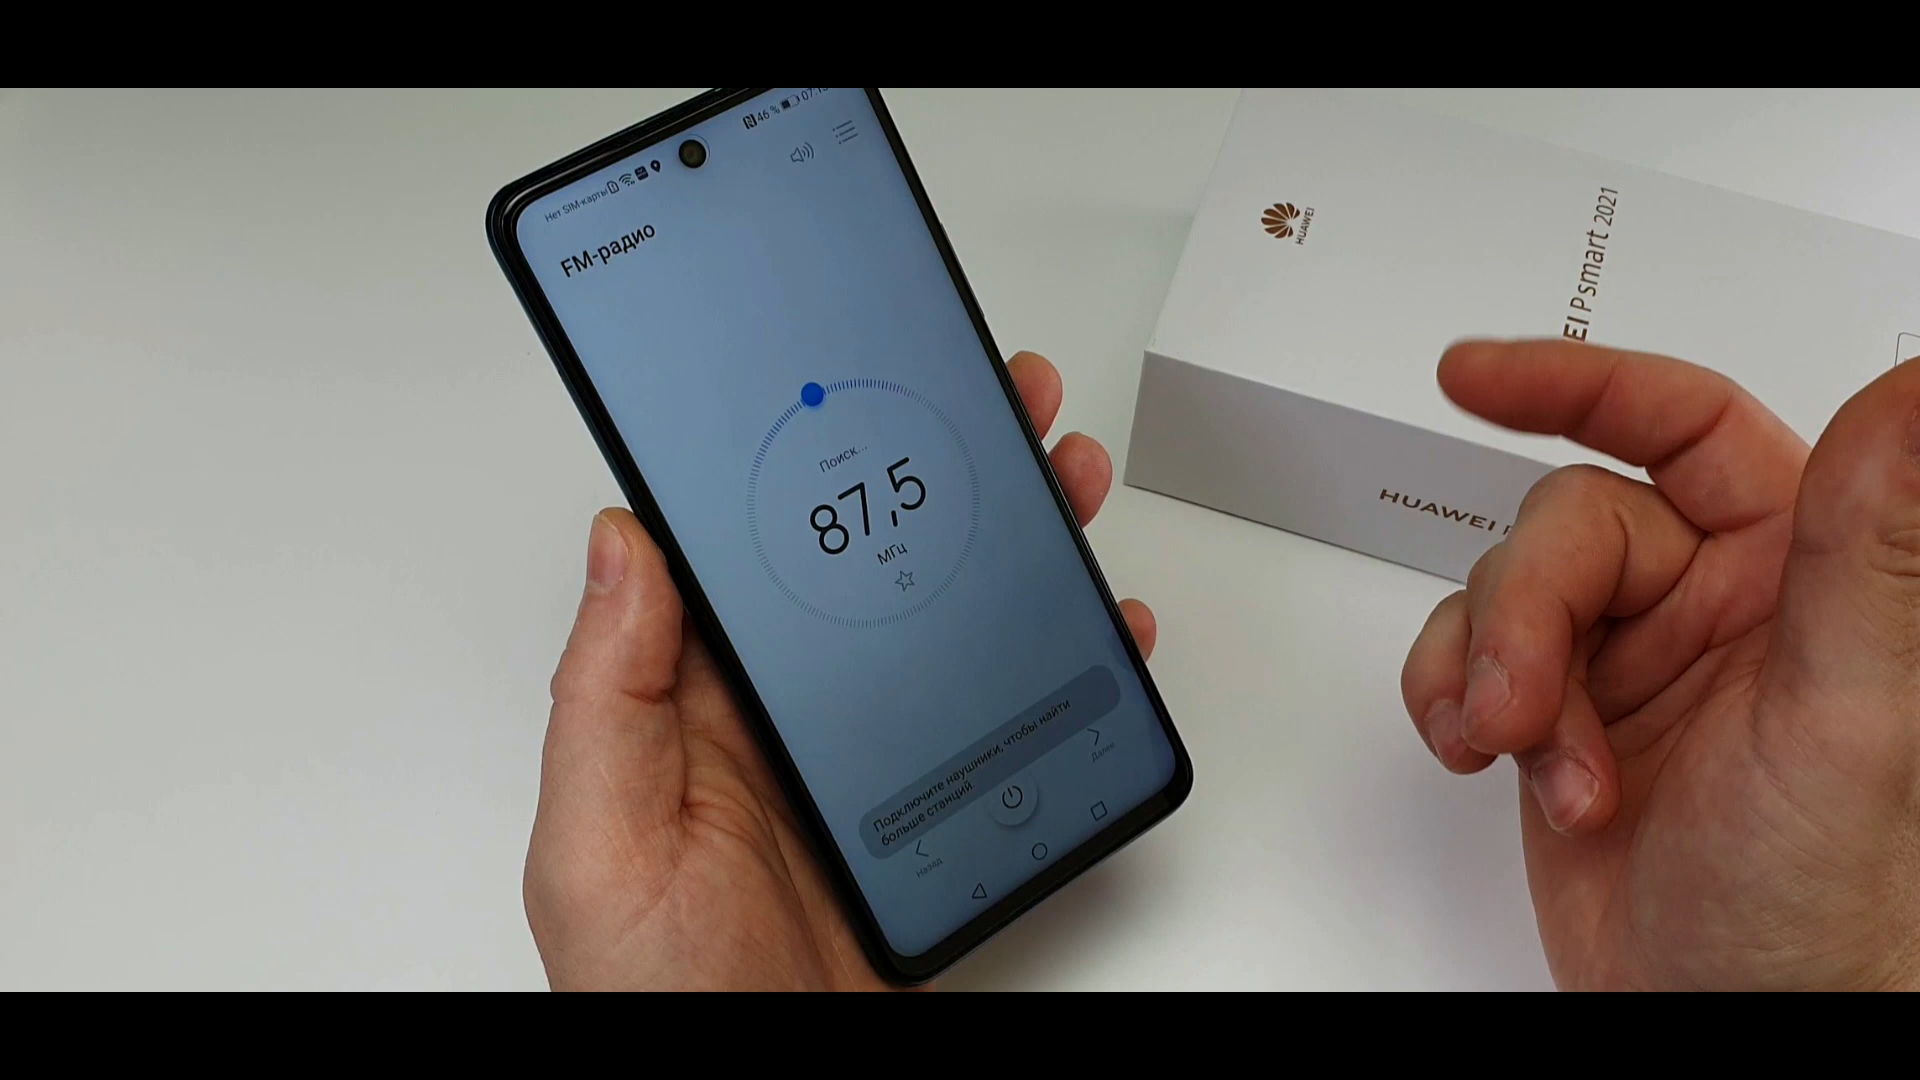 Нет SIM-карты
46 %
FM-радио
Поиск...
87,5
МГц
Подключите наушники, чтобы найти
больше станций.
Назад
Далее
HUAWEI
EI P smart 2021
HUAWEI